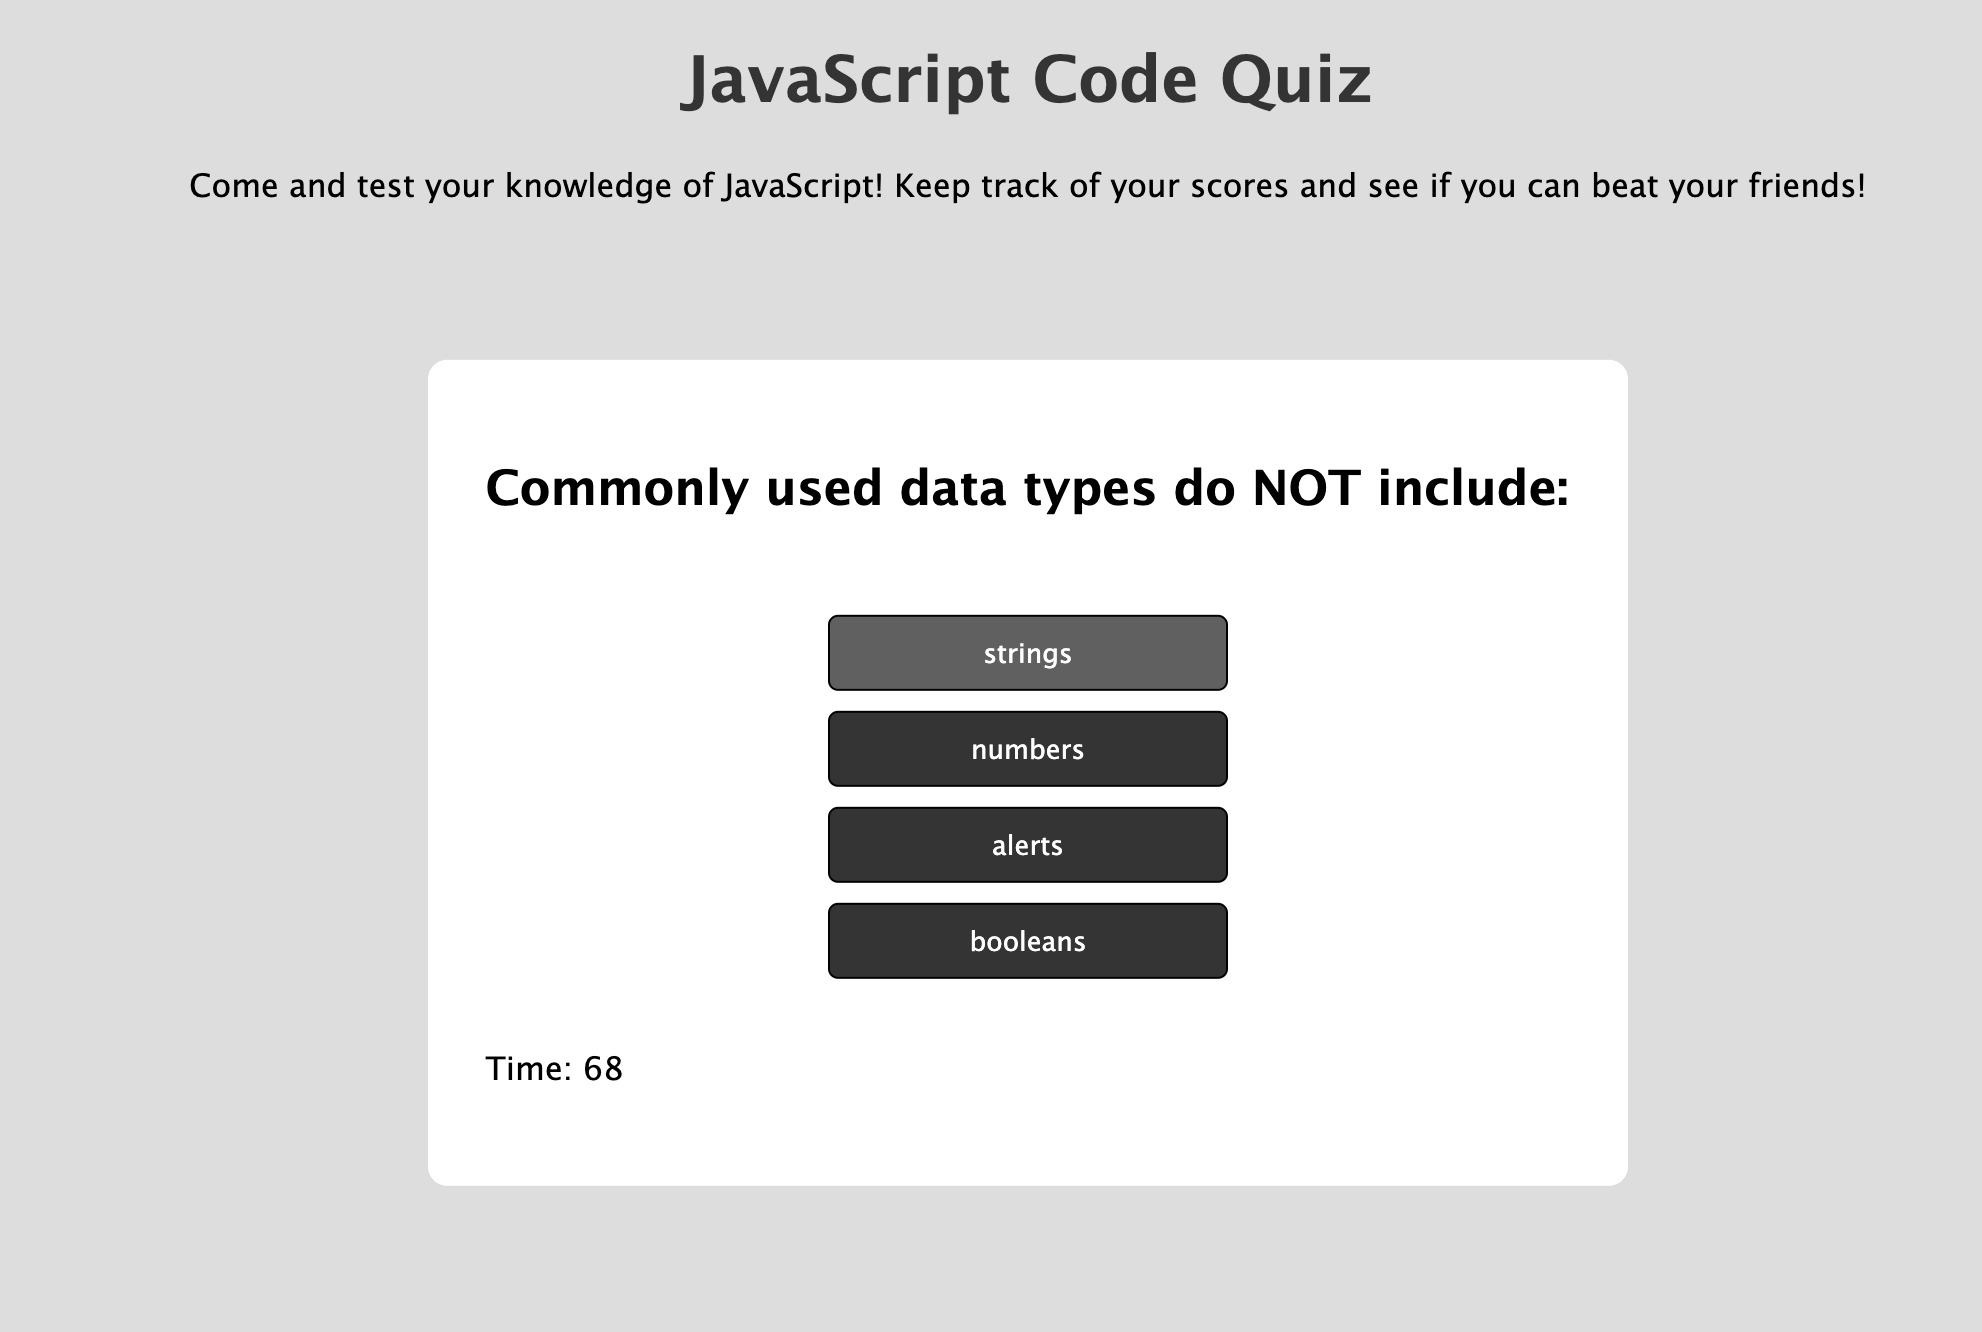 JavaScript Code Quiz
Come and test your knowledge of JavaScript! Keep track of your scores and see if you can beat your friends!
Commonly used data types do NOT include:
strings
numbers
alerts
booleans
Time: 68